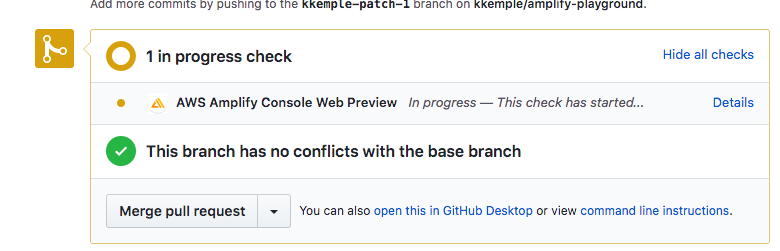 Add more commits by pushing to the kkemple-patch-1 branch on kkemple/amplify-playground.
1 in progress check
Hide all checks
AWS Amplify Console Web Preview In progress — This check has started...
Details
This branch has no conflicts with the base branch
Merge pull request
You can also open this in GitHub Desktop or view command line instructions.